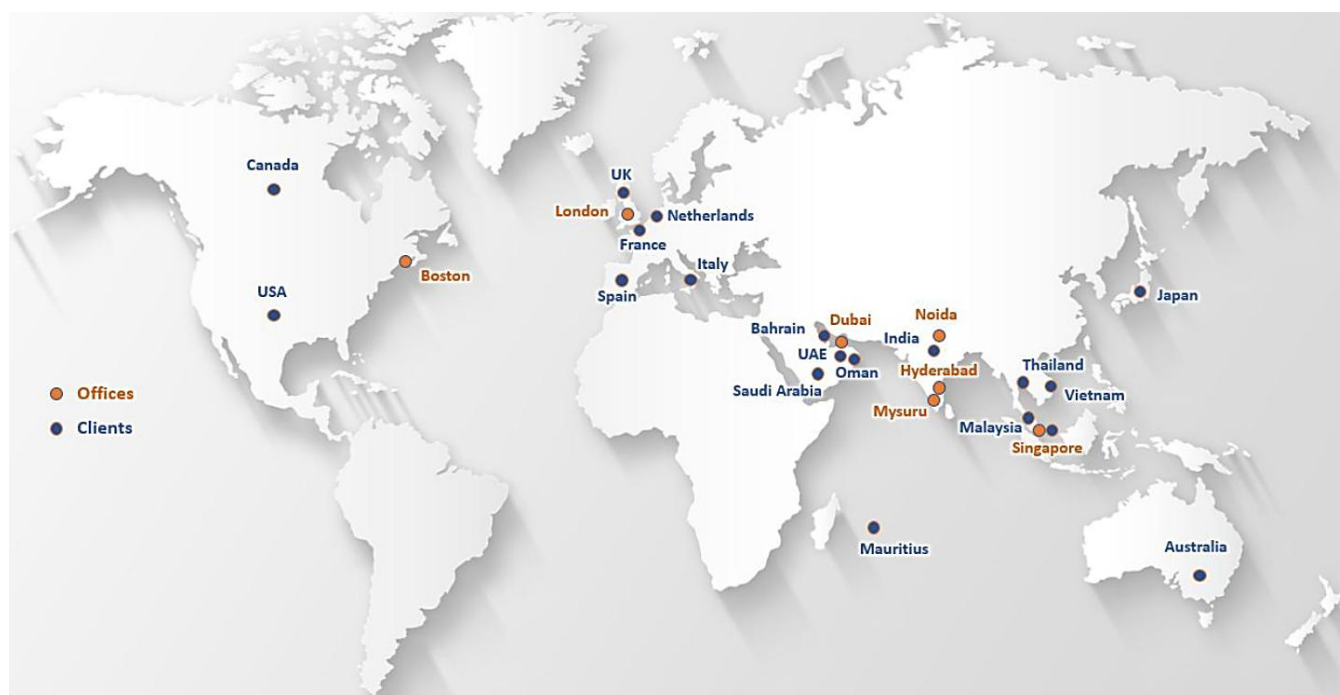 Canada
UK
London
Netherlands
France
Boston
Italy
USA
Spain
Japan
Bahrain
Dubai
Noida
India
UAE
Oman
Hyderabad
Thailand
Saudi Arabia
Vietnam
Offices
Mysuru
Clients
Malaysia
Singapore
Mauritius
Australia